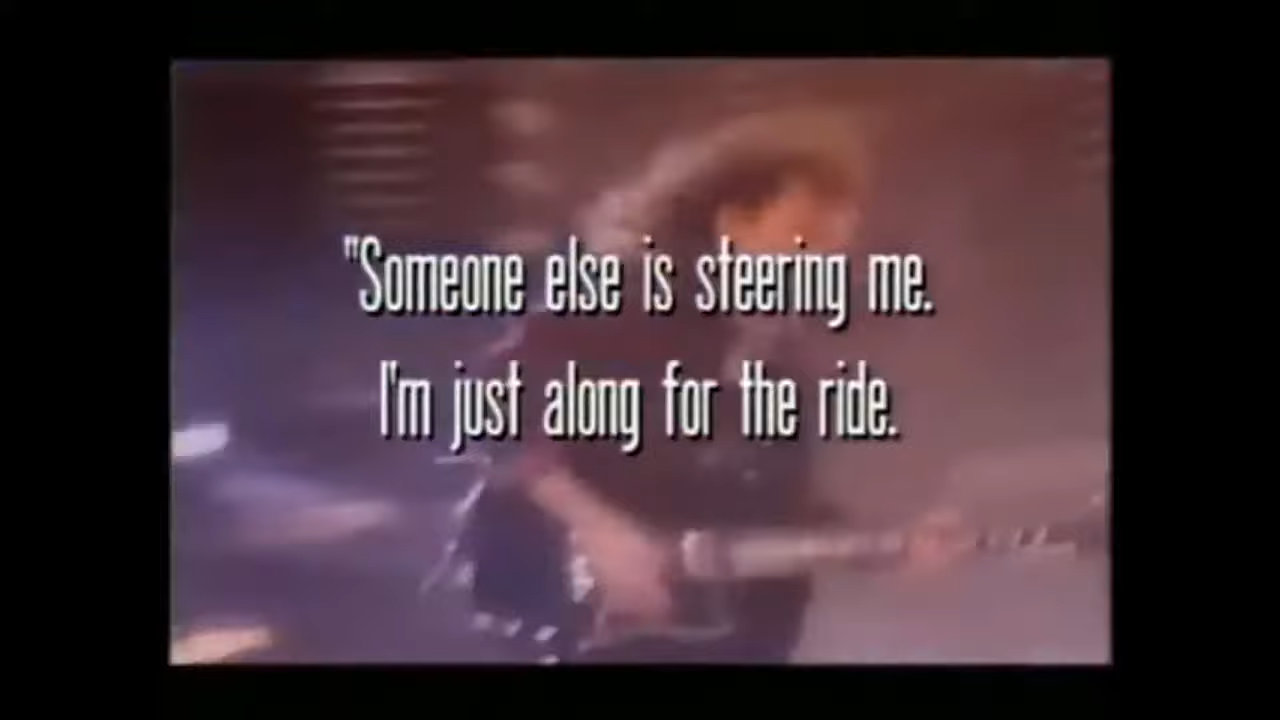 "Someone else is steering me.
I'm just along for the ride.